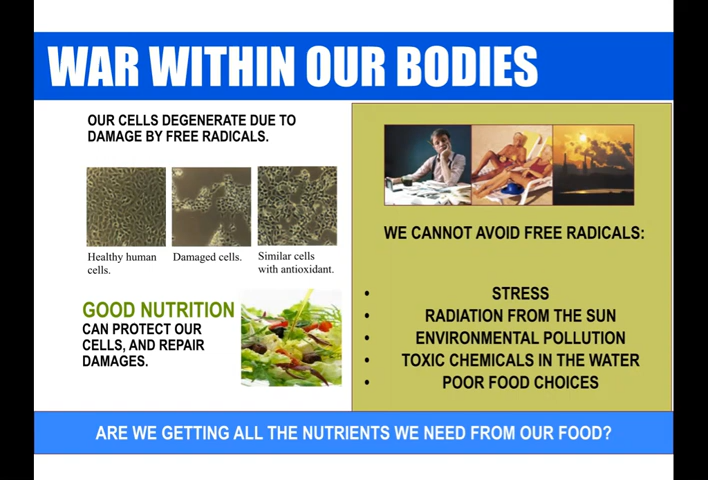 WAR WITHIN OUR BODIES
OUR CELLS DEGENERATE DUE TO
DAMAGE BY FREE RADICALS.
Healthy human
cells.
Damaged cells.
Similar cells
with antioxidant.
GOOD NUTRITION
CAN PROTECT OUR
CELLS, AND REPAIR
DAMAGES.
WE CANNOT AVOID FREE RADICALS:
• STRESS
• RADIATION FROM THE SUN
• ENVIRONMENTAL POLLUTION
• TOXIC CHEMICALS IN THE WATER
• POOR FOOD CHOICES
ARE WE GETTING ALL THE NUTRIENTS WE NEED FROM OUR FOOD?